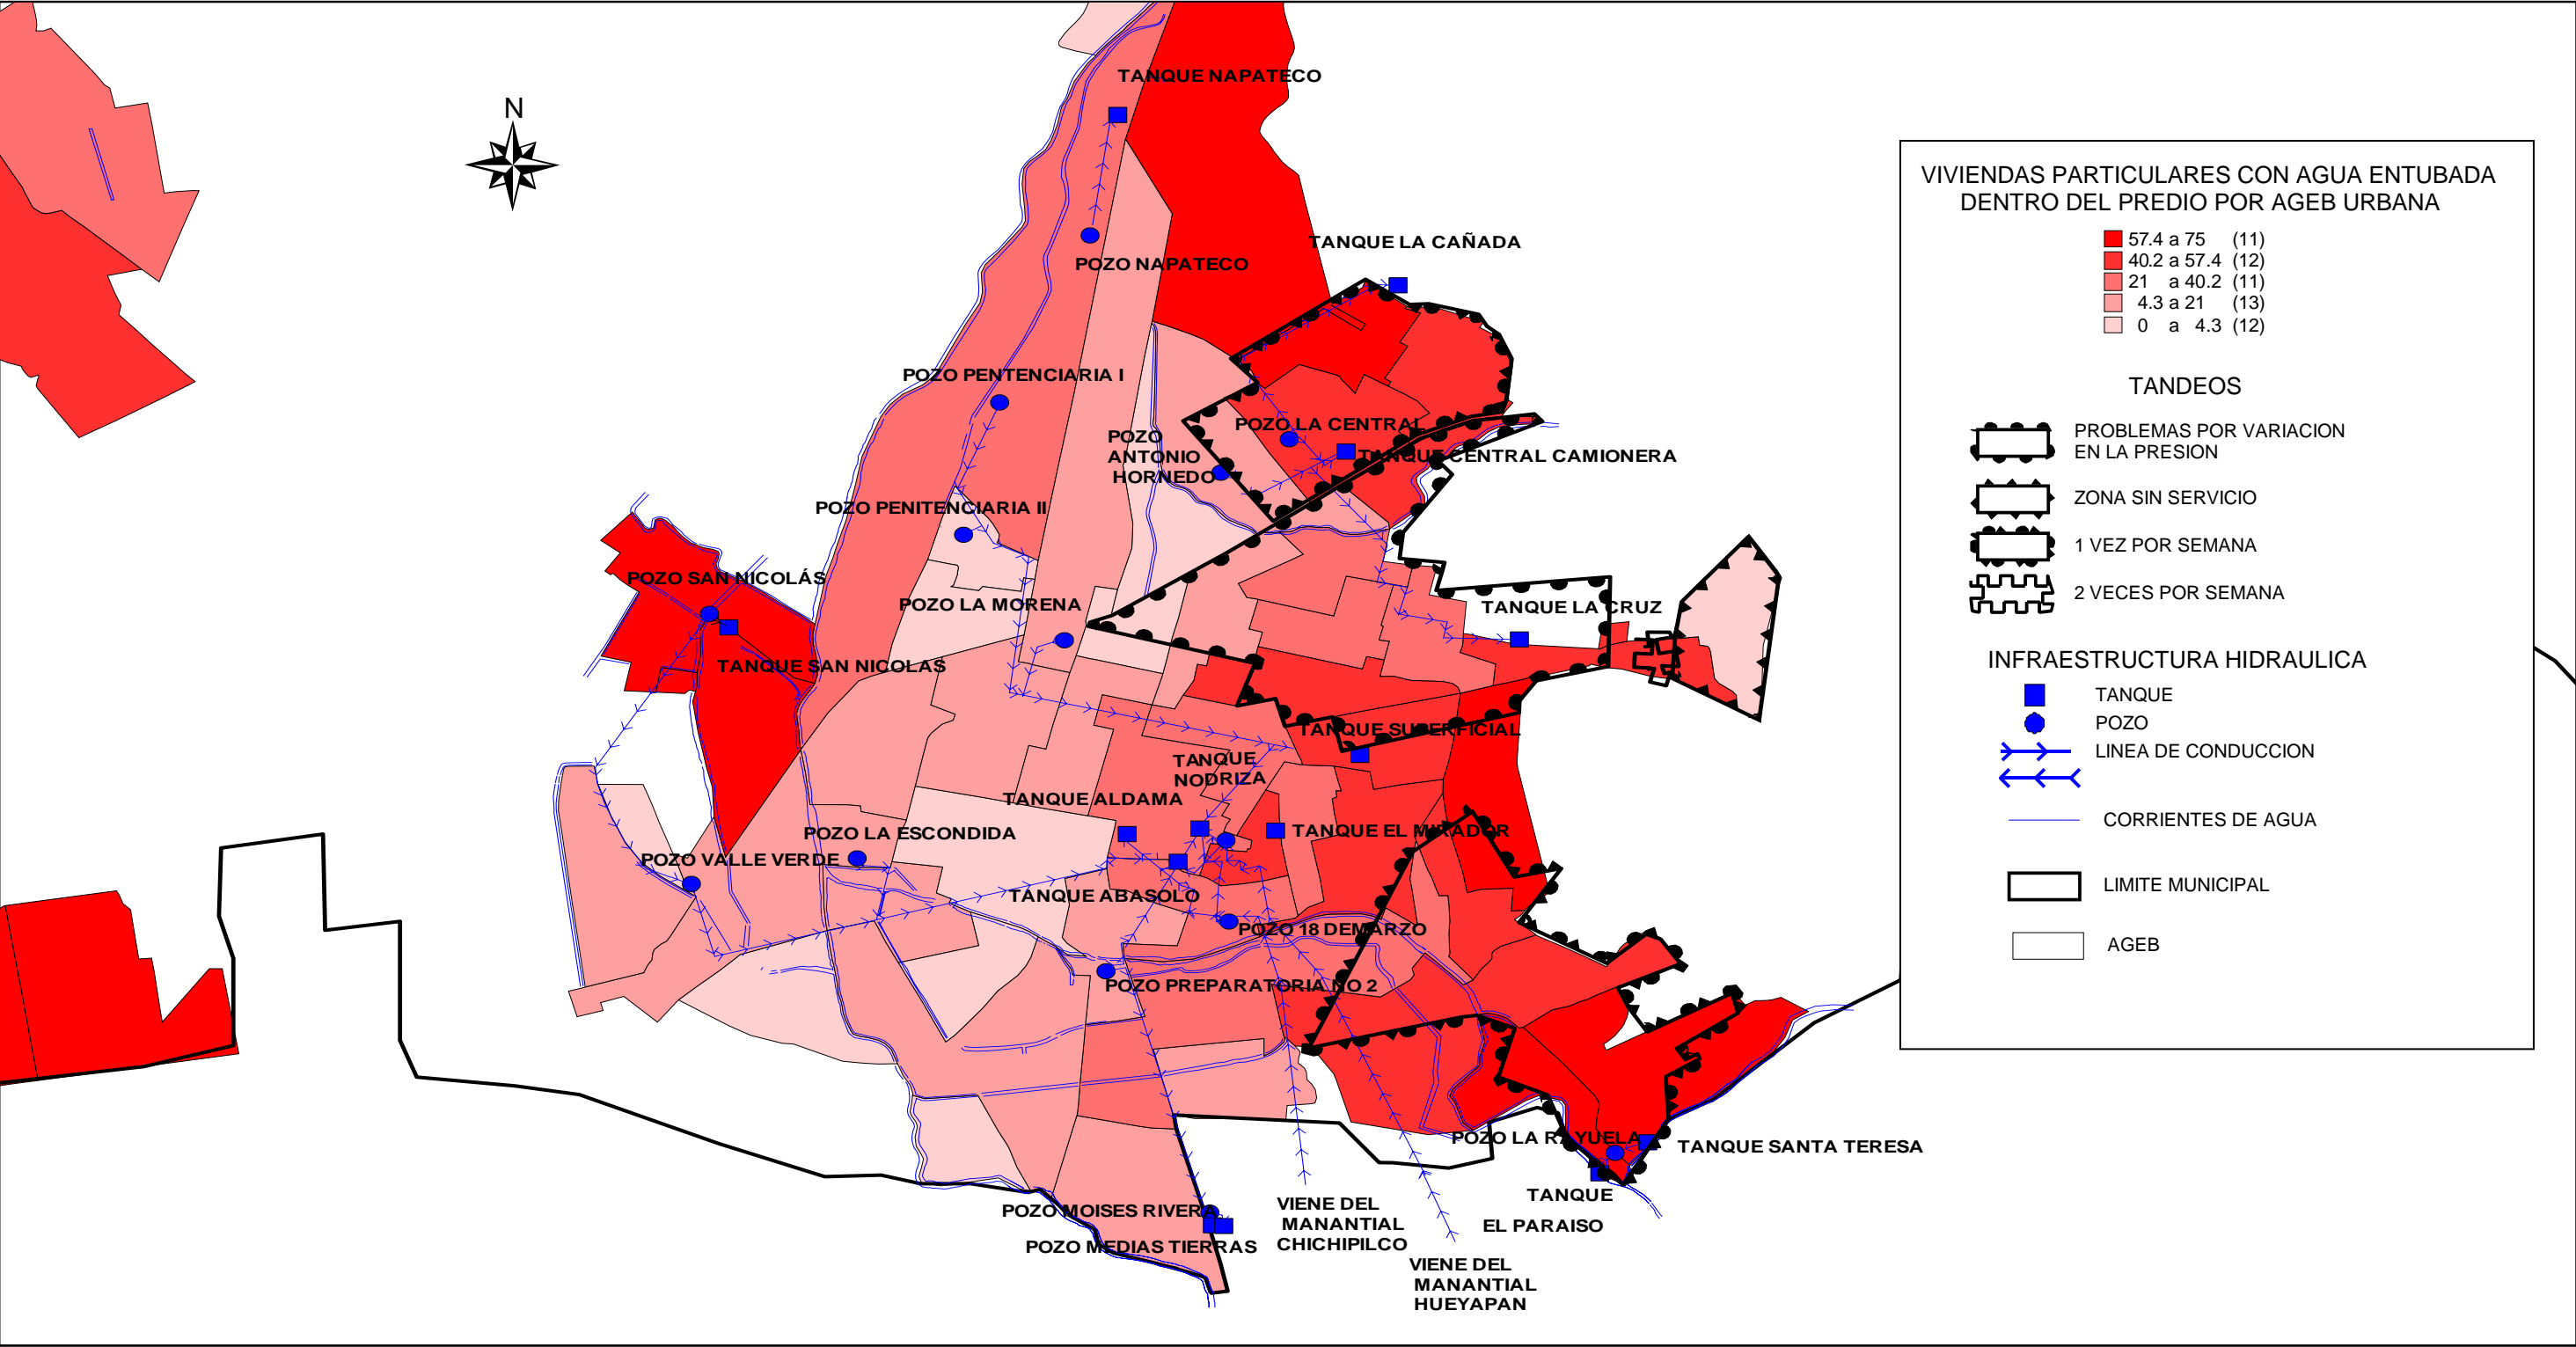 TANQUE NAPATECO
N
POZO NAPATECO
TANQUE LA CAÑADA
POZO PENTENCIARIA I
POZO LA CENTRAL
POZO
ANTONIO
HORNEDO
TANQUE CENTRAL CAMIONERA
POZO PENITENCIARIA II
POZO SAN NICOLÁS
POZO LA MORENA
TANQUE LA CRUZ
TANQUE SAN NICOLAS
TANQUE SUPERFICIAL
TANQUE
NODRIZA
TANQUE ALDAMA
POZO LA ESCONDIDA
TANQUE EL MIRADOR
POZO VALLE VERDE
TANQUE ABASOLO
POZO 18 DEMARZO
POZO PREPARATORIA NO 2
POZO LA RAYUELA
TANQUE SANTA TERESA
TANQUE
EL PARAISO
POZO MOISES RIVERA
POZO MEDIAS TIERRAS
VIENE DEL
MANANTIAL
CHICHIPILCO
VIENE DEL
MANANTIAL
HUEYAPAN
VIVIENDAS PARTICULARES CON AGUA ENTUBADA
DENTRO DEL PREDIO POR AGEB URBANA
57.4 a 75 (11)
40.2 a 57.4 (12)
21 a 40.2 (11)
4.3 a 21 (13)
0 a 4.3 (12)
TANDEOS
PROBLEMAS POR VARIACION
EN LA PRESION
ZONA SIN SERVICIO
1 VEZ POR SEMANA
2 VECES POR SEMANA
INFRAESTRUCTURA HIDRAULICA
TANQUE
POZO
LINEA DE CONDUCCION
CORRIENTES DE AGUA
LIMITE MUNICIPAL
AGEB